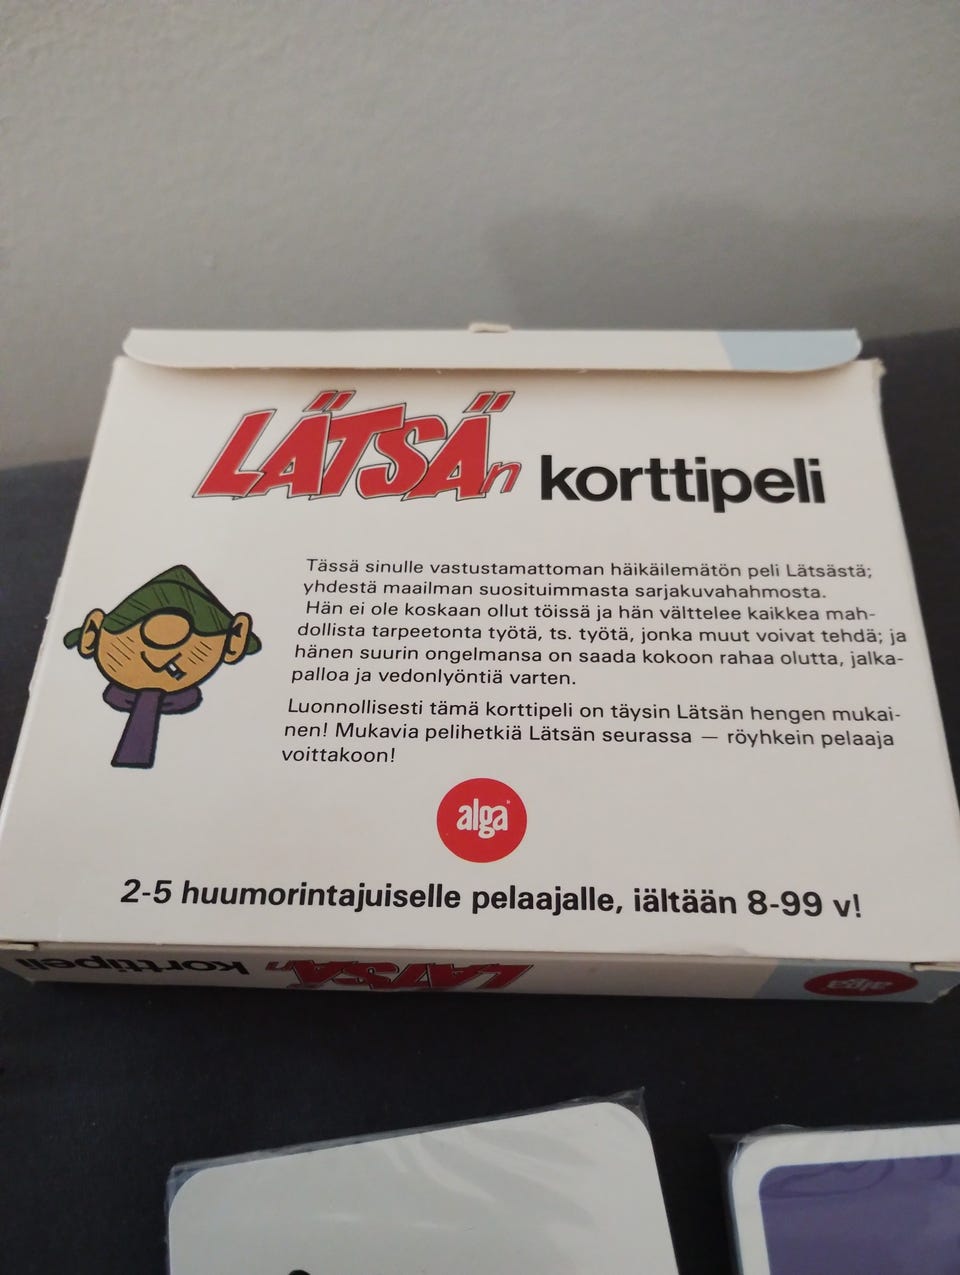 LÄTSÄn korttipeli
Tässä sinulle vastustamattoman häikäilemätön peli Lätsästä;
yhdestä maailman suosituimmasta sarjakuvahahmosta.
Hän ei ole koskaan ollut töissä ja hän välttelee kaikkea mah-
dollista tarpeetonta työtä, ts. työtä, jonka muut voivat tehdä; ja
hänen suurin ongelmansa on saada kokoon rahaa olutta, jalka-
palloa ja vedonlyöntiä varten.
Luonnollisesti tämä korttipeli on täysin Lätsän hengen mukai-
nen! Mukavia pelihetkiä Lätsän seurassa — röyhkein pelaaja
voittakoon!
alga
2-5 huumorintajuiselle pelaajalle, iältään 8-99 v!
LÄTSÄn korttipeli
alga